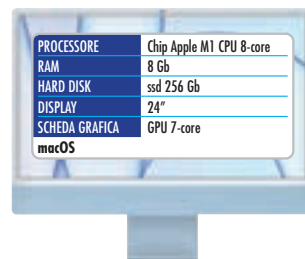 PROCESSORE Chip Apple M1 CPU 8-core
RAM 8 Gb
HARD DISK ssd 256 Gb
DISPLAY 24”
SCHEDA GRAFICA GPU 7-core
macOS